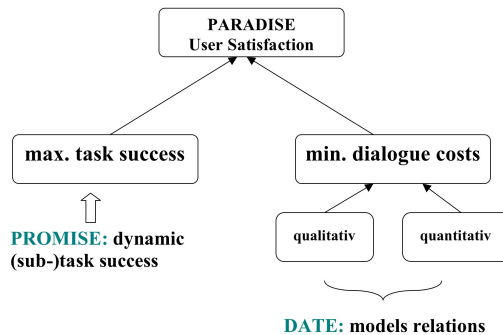 PARADISE
User Satisfaction
max. task success
min. dialogue costs
qualitativ
quantitativ
PROMISE: dynamic
(sub-)task success
DATE: models relations